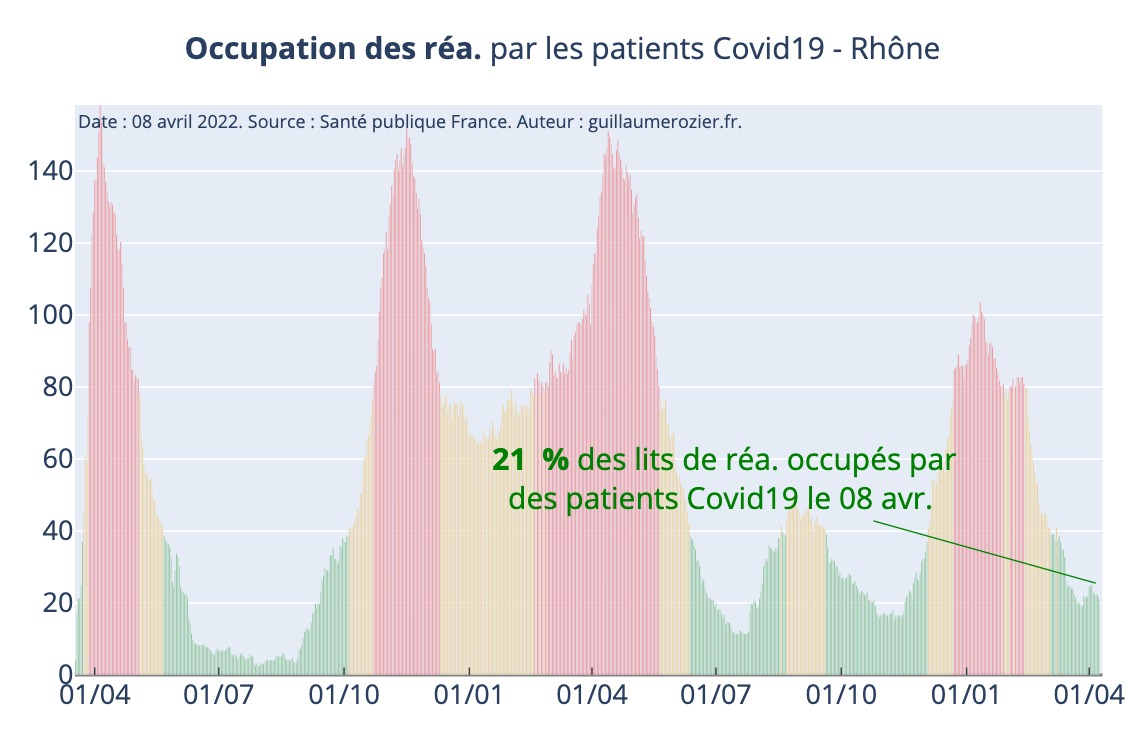 Occupation des réa. par les patients Covid19 - Rhône
Date : 08 avril 2022. Source : Santé publique France. Auteur : guillaumerozier.fr.
140
120
100
80
60
40
20
0
21 % des lits de réa. occupés par
des patients Covid19 le 08 avr.
01/04 01/07 01/10 01/01 01/04 01/07 01/10 01/01 01/04